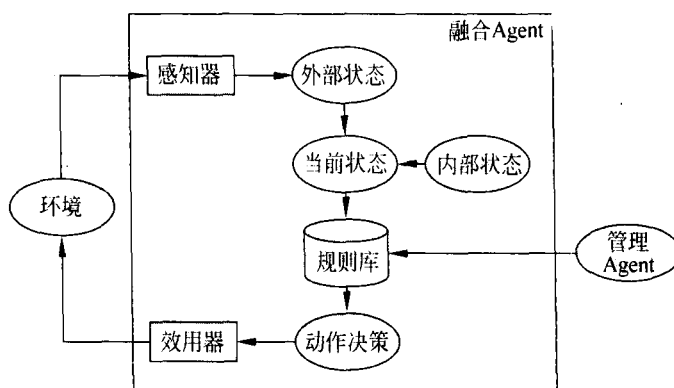 融合Agent
感知器
外部状态
当前状态
内部状态
环境
规则库
管理
Agent
效用器
动作决策